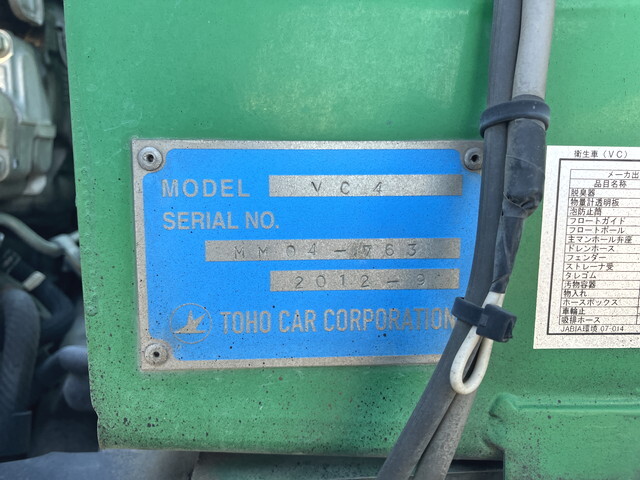 MODEL VC4
SERIAL NO.
MM04-763
2012-9
TOHO CAR CORPORATION
衛生車(VC)
メーカ出
品目名称
脱臭器
物量計透明板
泡防止筒
フロートガイド
フロートボール
主マンホール弁座
ドレンホース
フェンダー
ストレーナ受
タレゴム
汚物容器
物入れ
ホースボックス
車輪止
吸排ホース
JABIA環境 07-014